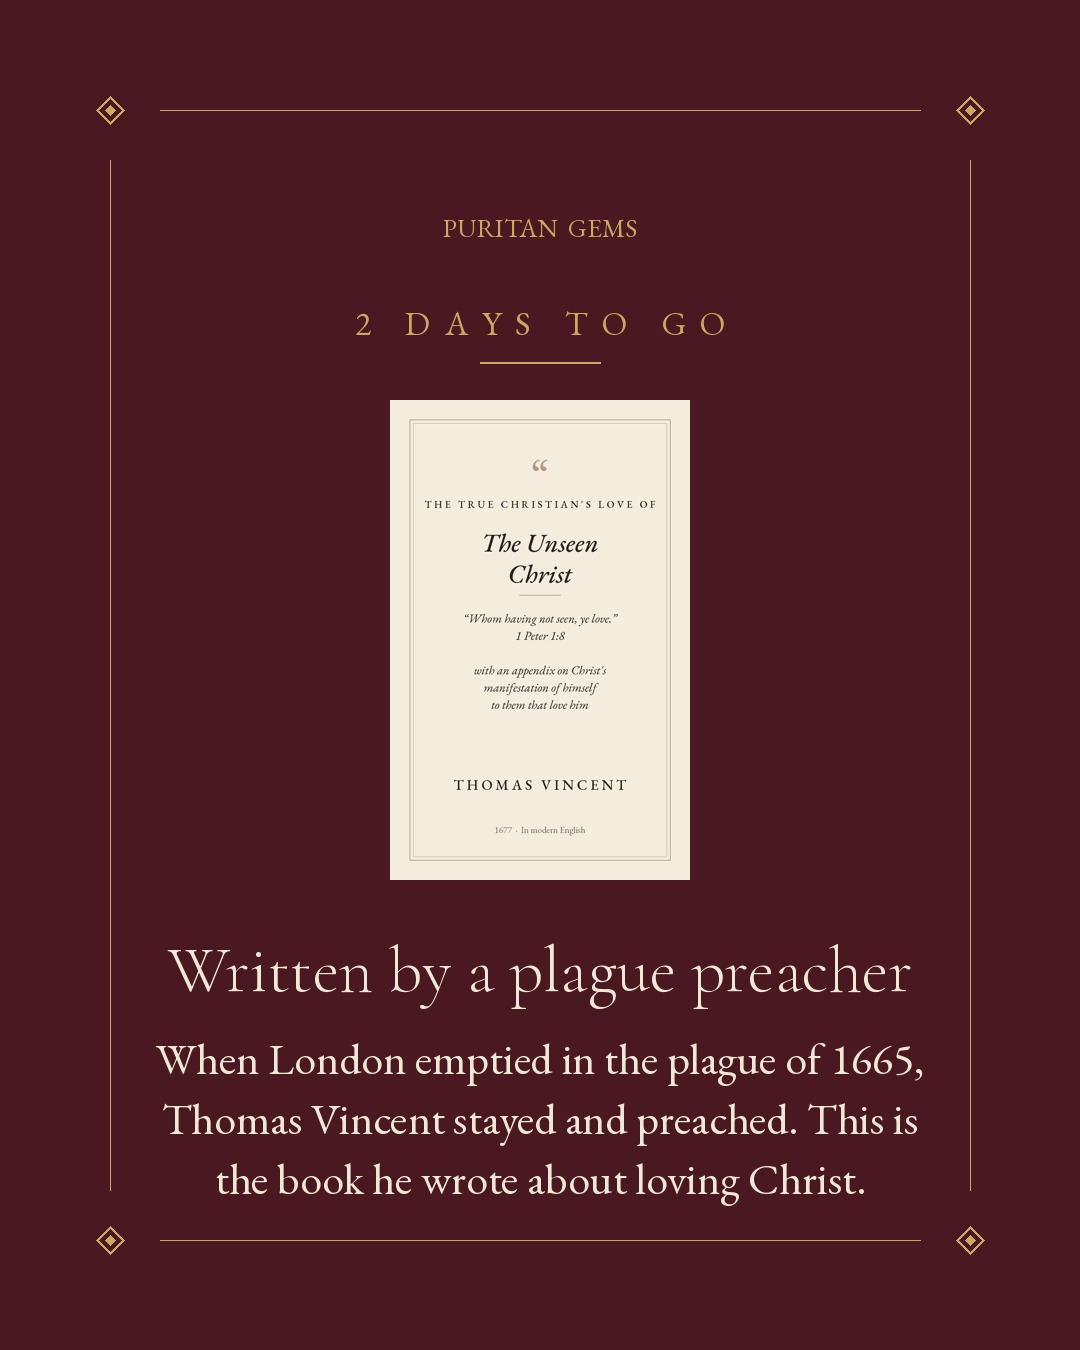 PURITAN GEMS
2 DAYS TO GO
“
THE TRUE CHRISTIAN'S LOVE OF
The Unseen
Christ
“Whom having not seen, ye love.”
1 Peter 1:8
with an appendix on Christ's
manifestation of himself
to them that love him
THOMAS VINCENT
1677 · In modern English
Written by a plague preacher
When London emptied in the plague of 1665,
Thomas Vincent stayed and preached. This is
the book he wrote about loving Christ.